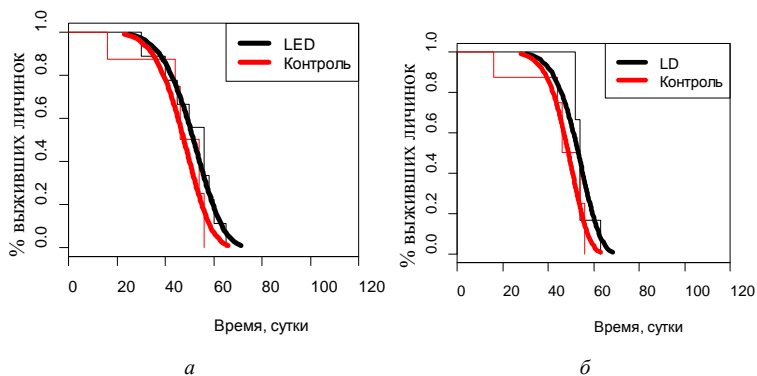 % выживших личинок
0.0 0.2 0.4 0.6 0.8 1.0
LED
Контроль
0 20 40 60 80 100 120
Время, сутки
а
% выживших личинок
0.0 0.2 0.4 0.6 0.8 1.0
LD
Контроль
0 20 40 60 80 100 120
Время, сутки
б